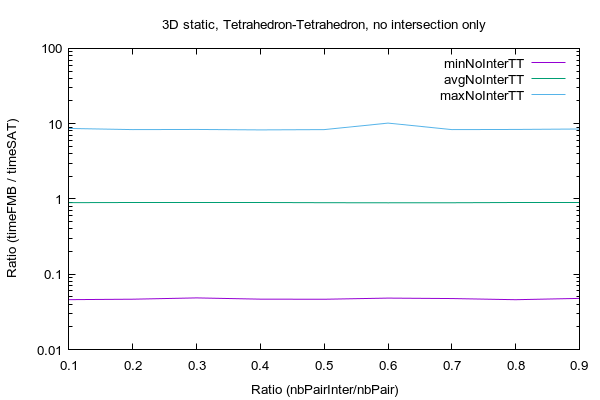 3D static, Tetrahedron-Tetrahedron, no intersection only
100
10
1
0.1
0.01
Ratio (timeFMB / timeSAT)
minNoInterTT
avgNoInterTT
maxNoInterTT
0.1 0.2 0.3 0.4 0.5 0.6 0.7 0.8 0.9
Ratio (nbPairInter/nbPair)